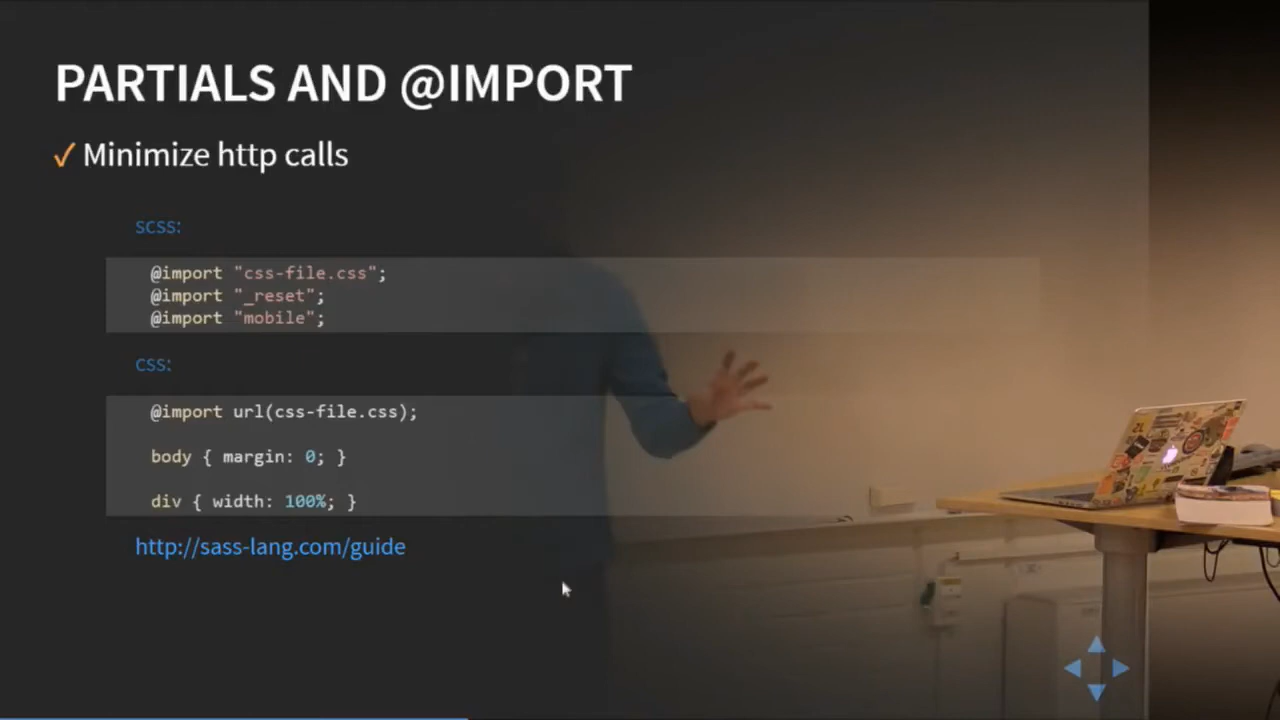 PARTIALS AND @IMPORT
✓ Minimize http calls
scss:
@import "css-file.css";
@import "_reset";
@import "mobile";
css:
@import url(css-file.css);
body { margin: 0; }
div { width: 100%; }
http://sass-lang.com/guide